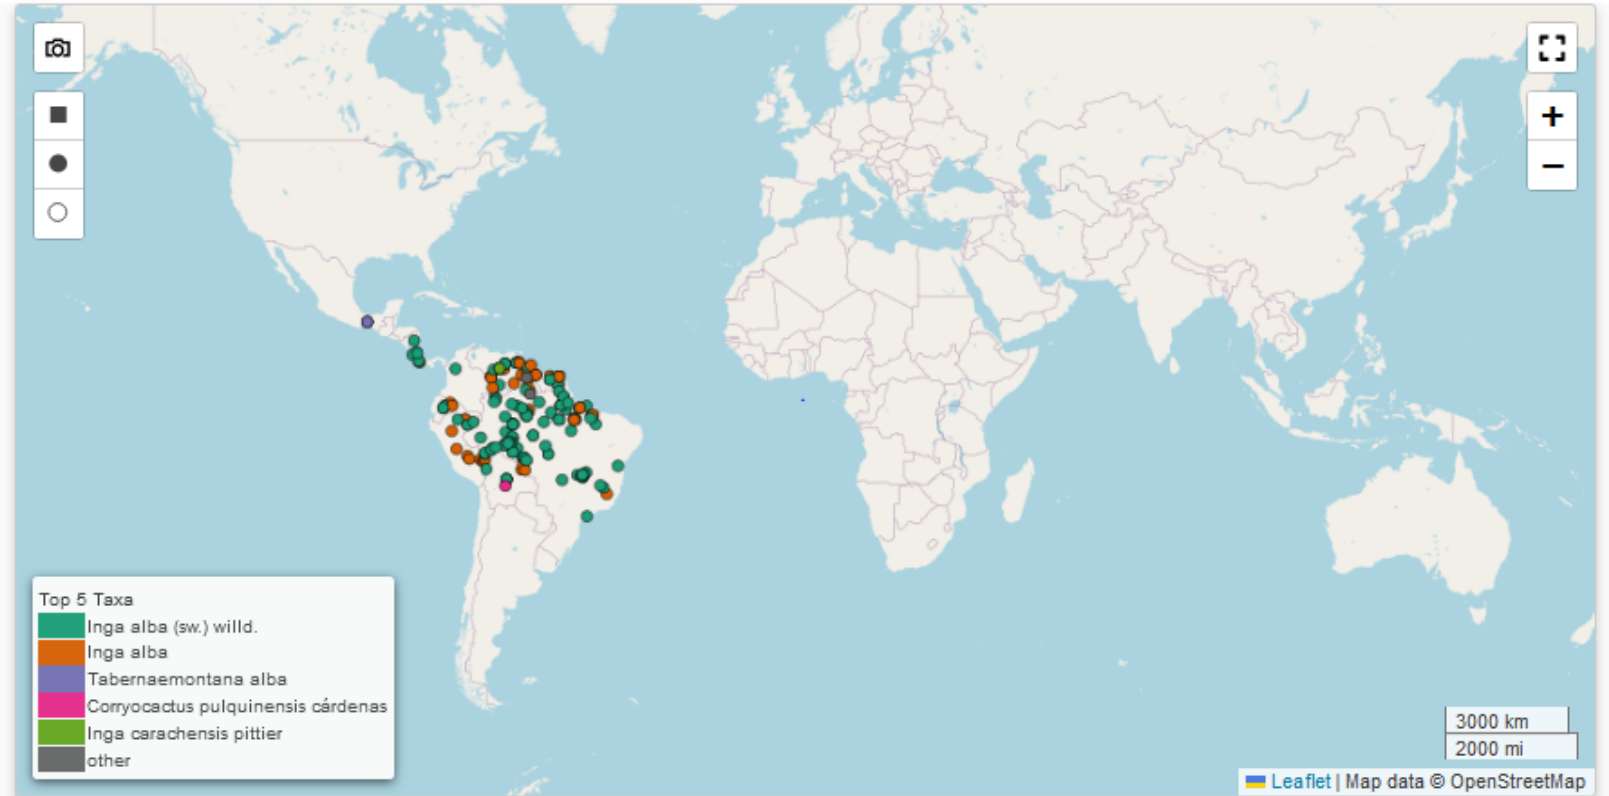 +
−
Top 5 Taxa
Inga alba (sw.) willd.
Inga alba
Tabernaemontana alba
Corryocactus pulquinensis cárdenas
Inga carachensis pittier
other
3000 km
2000 mi
Leaflet | Map data © OpenStreetMap